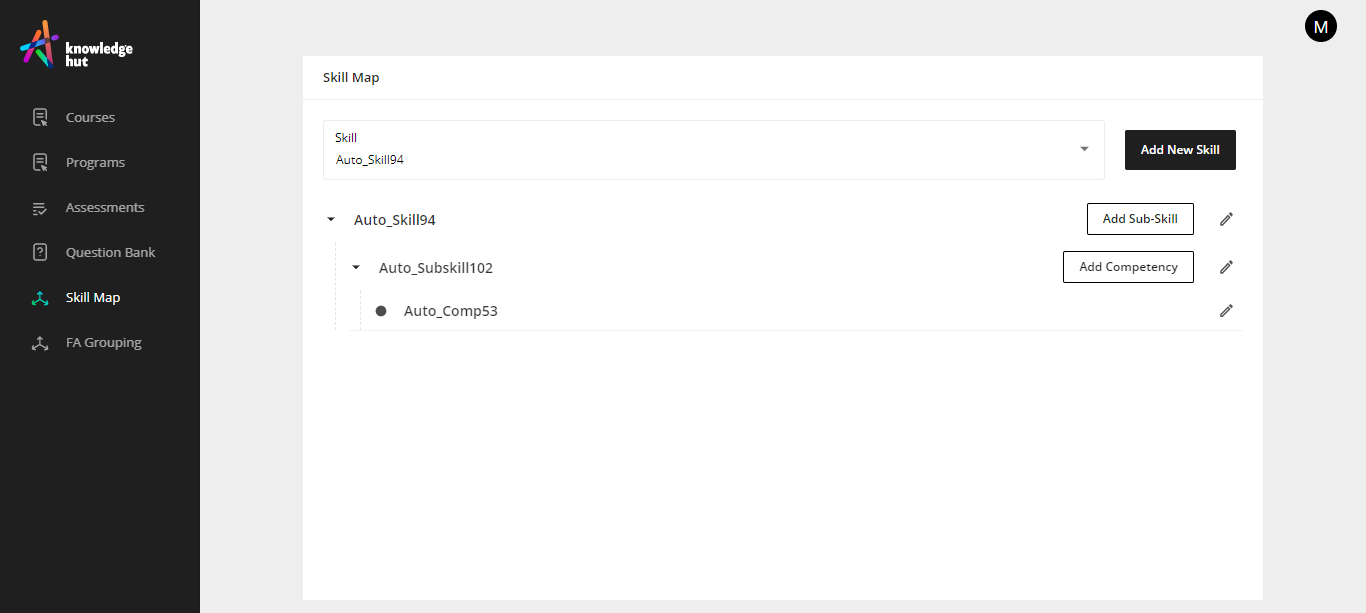 knowledge
hut
M
Courses
Programs
Assessments
Question Bank
Skill Map
FA Grouping
Skill Map
Skill
Auto_Skill94
Add New Skill
Auto_Skill94
Add Sub-Skill
Auto_Subskill102
Add Competency
Auto_Comp53